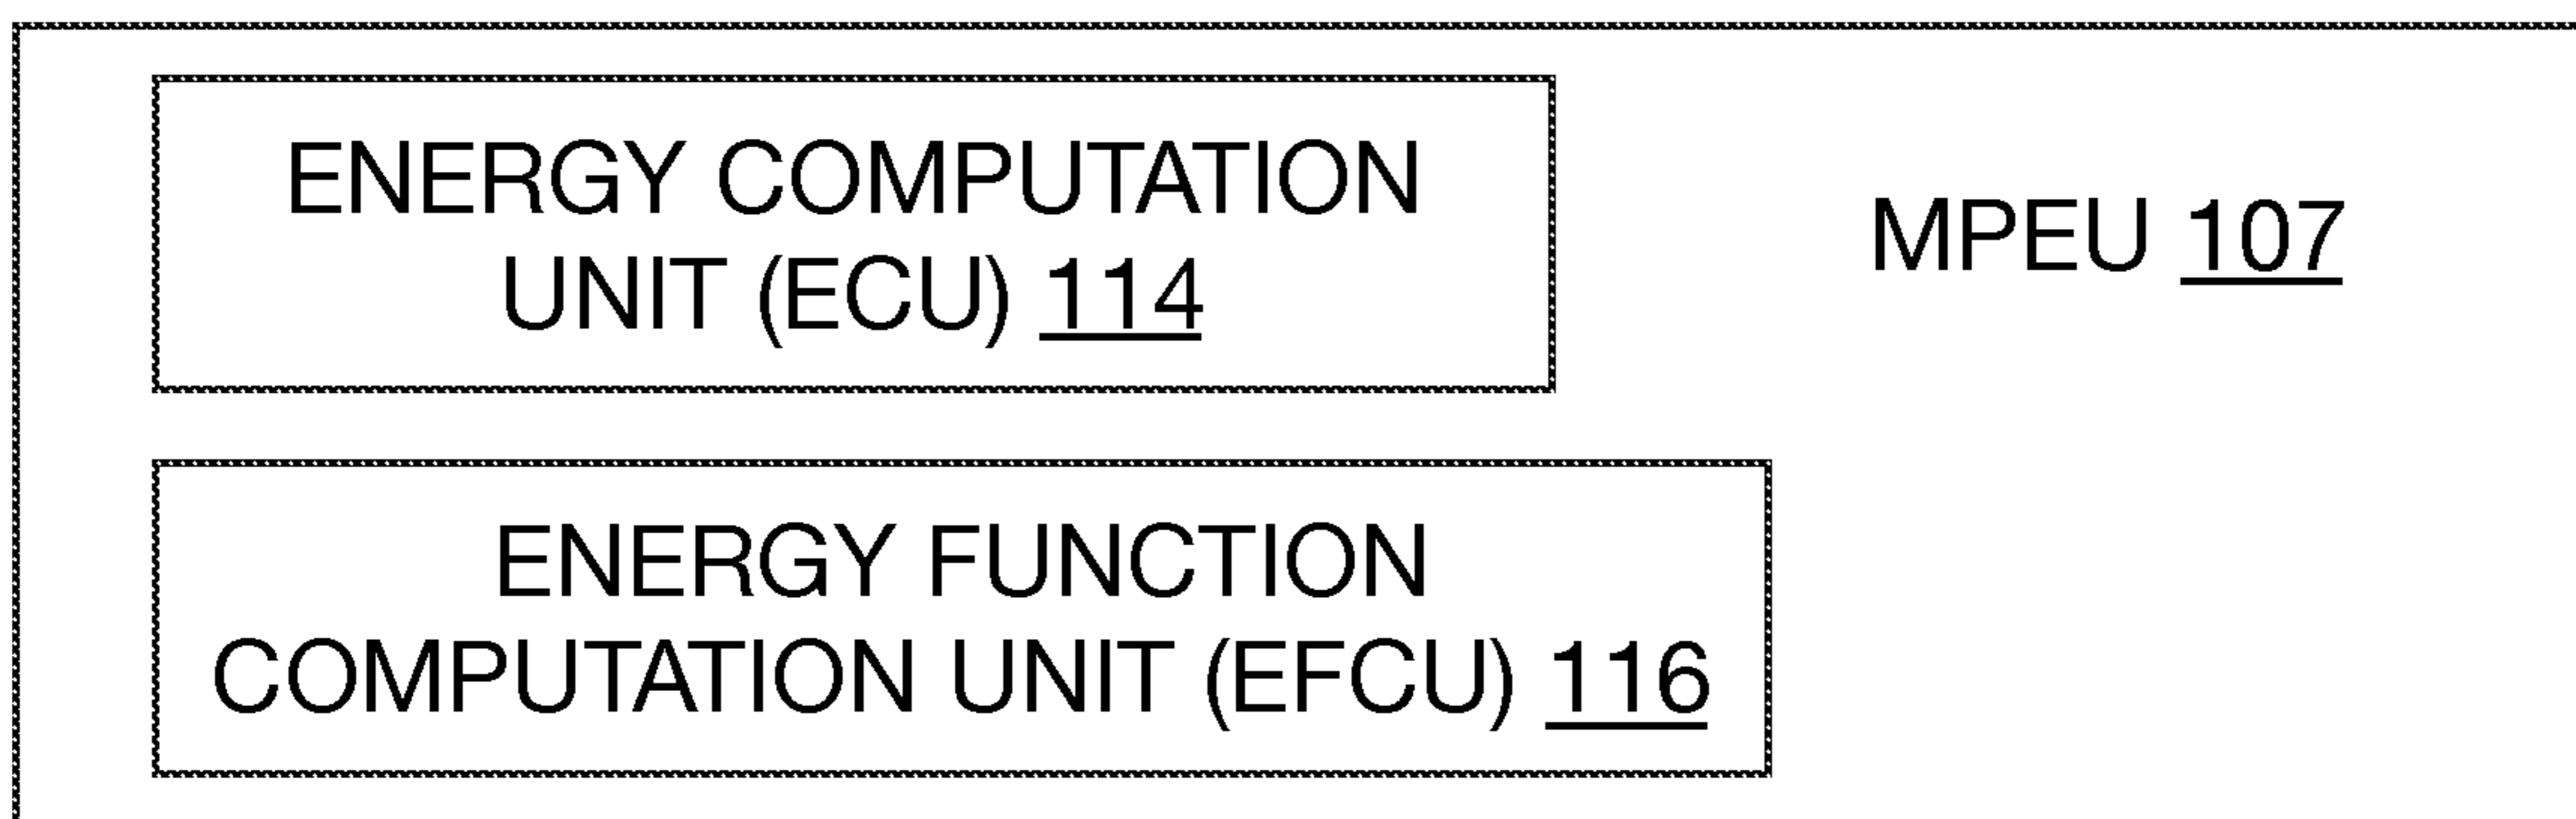 ENERGY COMPUTATION
UNIT (ECU) 114
MPEU 107
ENERGY FUNCTION
COMPUTATION UNIT (EFCU) 116